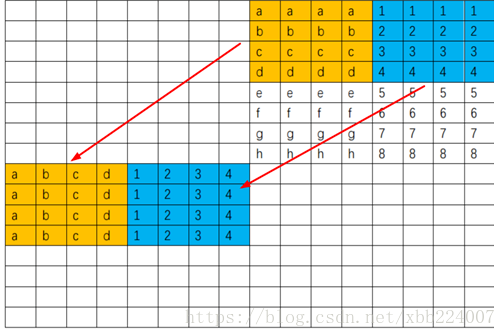 a a a a 1 1 1 1
b b b b 2 2 2 2
c c c c 3 3 3 3
d d d d 4 4 4 4
e e e e 5 5 5 5
f f f f 6 6 6 6
g g g g 7 7 7 7
h h h h 8 8 8 8
a b c d 1 2 3 4
a b c d 1 2 3 4
a b c d 1 2 3 4
a b c d 1 2 3 4
https://blog.csdn.net/xbb224007